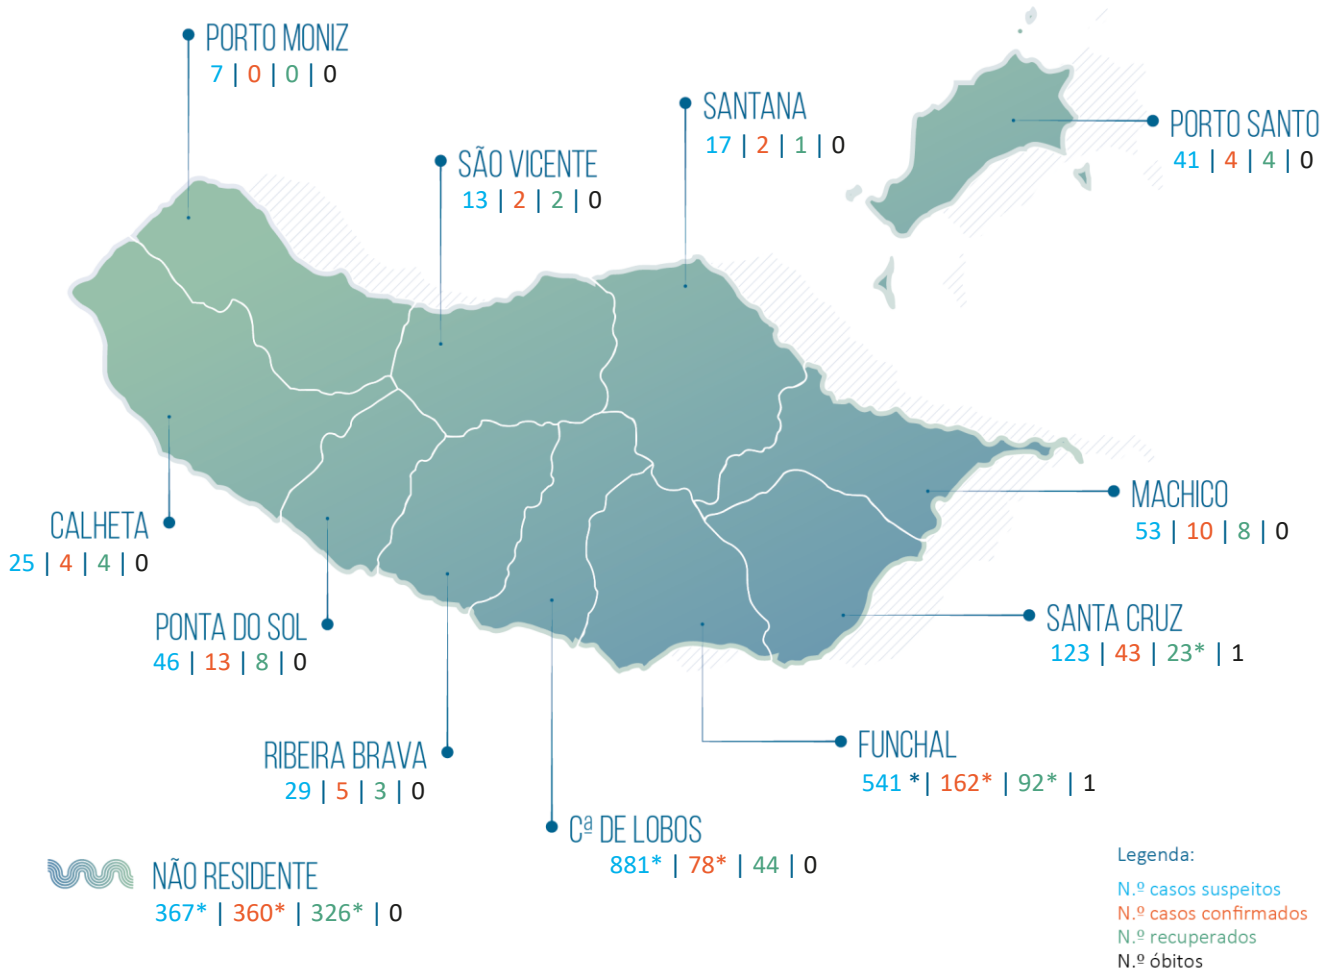 PORTO MONIZ
7 | 0 | 0 | 0
SANTANA
17 | 2 | 1 | 0
PORTO SANTO
41 | 4 | 4 | 0
SÃO VICENTE
13 | 2 | 2 | 0
MACHICO
53 | 10 | 8 | 0
CALHETA
25 | 4 | 4 | 0
PONTA DO SOL
46 | 13 | 8 | 0
SANTA CRUZ
123 | 43 | 23* | 1
RIBEIRA BRAVA
29 | 5 | 3 | 0
FUNCHAL
541 *| 162* | 92* | 1
Cª DE LOBOS
881* | 78* | 44 | 0
NÃO RESIDENTE
367* | 360* | 326* | 0
Legenda:
N.º casos suspeitos
N.º casos confirmados
N.º recuperados
N.º óbitos